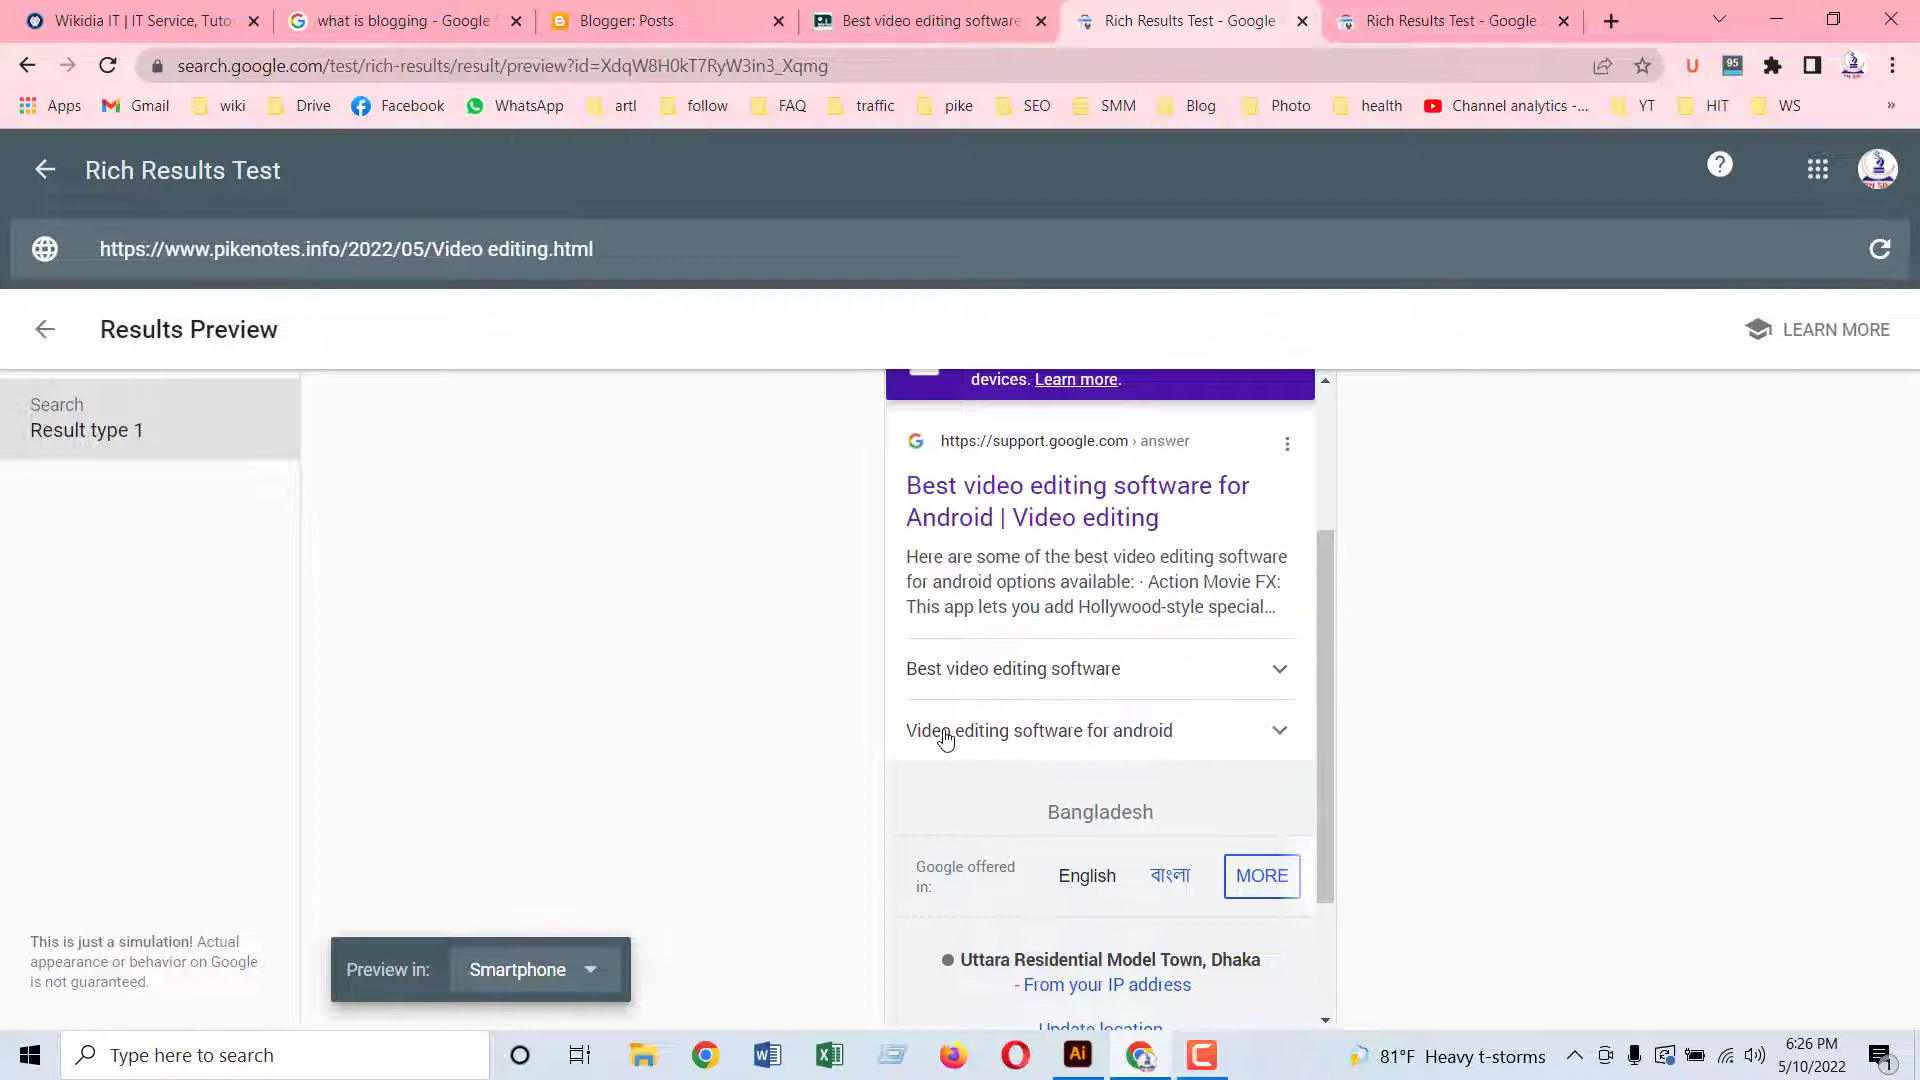 Wikidia IT | IT Service, Tutor
what is blogging - Google
Blogger: Posts
Best video editing software
Rich Results Test - Google
Rich Results Test - Google
search.google.com/test/rich-results/result/preview?id=XdqW8H0kT7RyW3in3_Xqmg
95
Apps
Gmail
wiki
Drive
Facebook
WhatsApp
artl
follow
FAQ
traffic
pike
SEO
SMM
Blog
Photo
health
Channel analytics -...
YT
HIT
WS
»
Rich Results Test
https://www.pikenotes.info/2022/05/Video editing.html
Results Preview
LEARN MORE
Search
Result type 1
This is just a simulation! Actual
appearance or behavior on Google
is not guaranteed.
Preview in: Smartphone
devices. Learn more.
https://support.google.com › answer
Best video editing software for
Android | Video editing
Here are some of the best video editing software
for android options available: · Action Movie FX:
This app lets you add Hollywood-style special...
Best video editing software
Video editing software for android
Bangladesh
Google offered
in:
English
বাংলা
MORE
Uttara Residential Model Town, Dhaka
- From your IP address
Update location
Type here to search
Ai
81°F Heavy t-storms
6:26 PM
5/10/2022
1